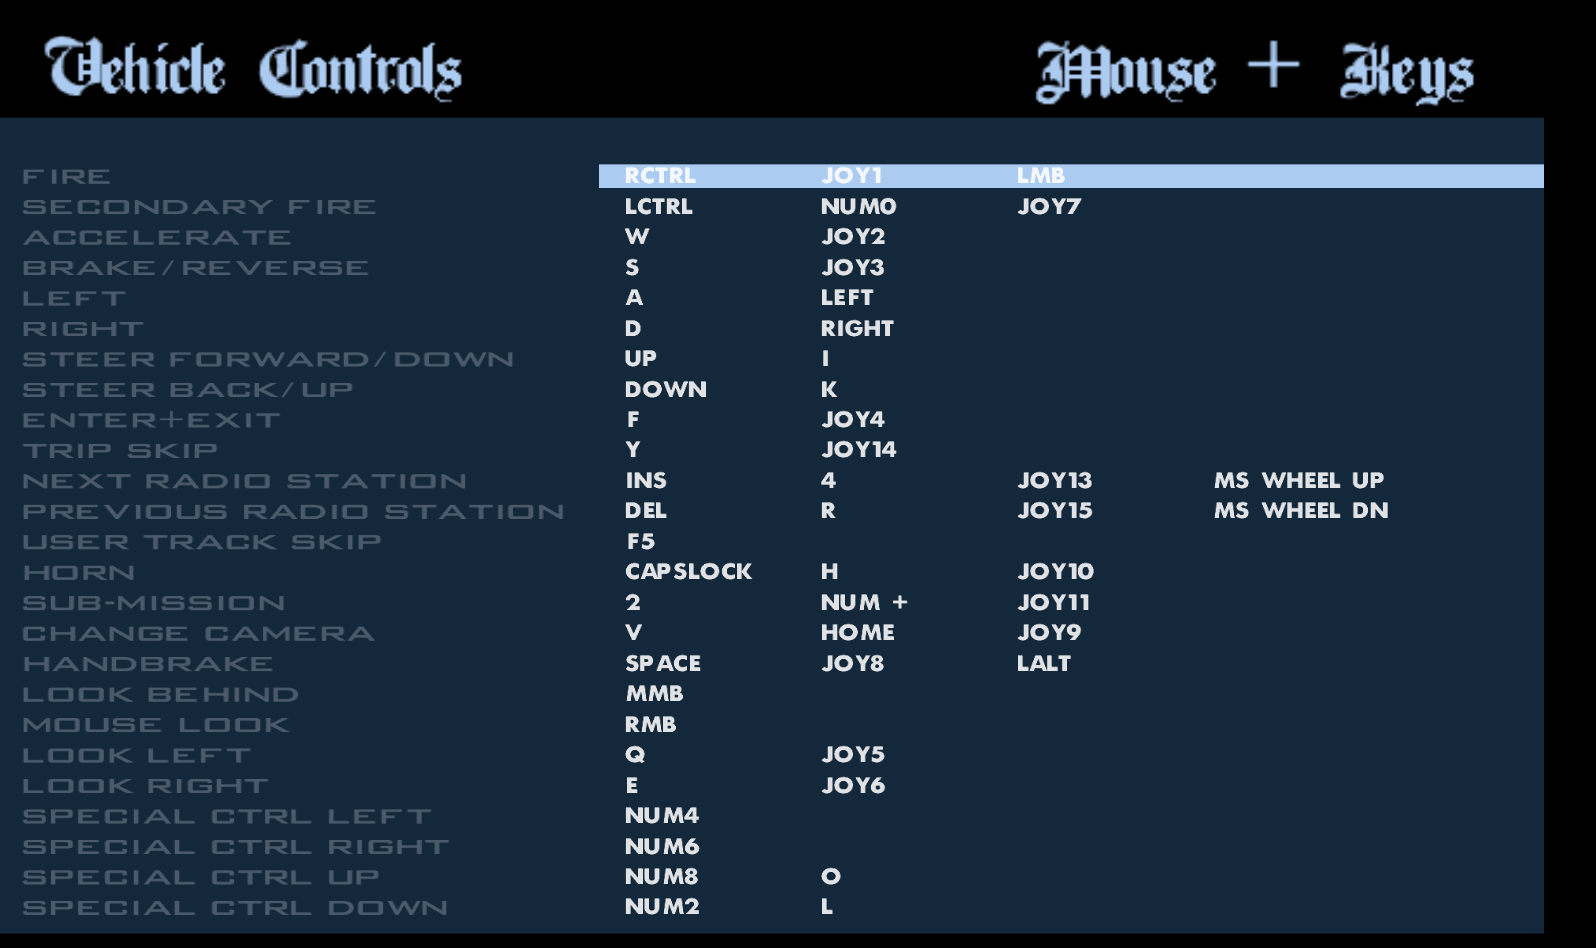 Vehicle Controls Mouse + Keys
FIRE RCTRL JOY1 LMB
SECONDARY FIRE LCTRL NUM0 JOY7
ACCELERATE W JOY2
BRAKE/REVERSE S JOY3
LEFT A LEFT
RIGHT D RIGHT
STEER FORWARD/DOWN UP I
STEER BACK/UP DOWN K
ENTER+EXIT F JOY4
TRIP SKIP Y JOY14
NEXT RADIO STATION INS 4 JOY13 MS WHEEL UP
PREVIOUS RADIO STATION DEL R JOY15 MS WHEEL DN
USER TRACK SKIP F5
HORN CAPSLOCK H JOY10
SUB-MISSION 2 NUM + JOY11
CHANGE CAMERA V HOME JOY9
HANDBRAKE SPACE JOY8 LALT
LOOK BEHIND MMB
MOUSE LOOK RMB
LOOK LEFT Q JOY5
LOOK RIGHT E JOY6
SPECIAL CTRL LEFT NUM4
SPECIAL CTRL RIGHT NUM6
SPECIAL CTRL UP NUM8 O
SPECIAL CTRL DOWN NUM2 L